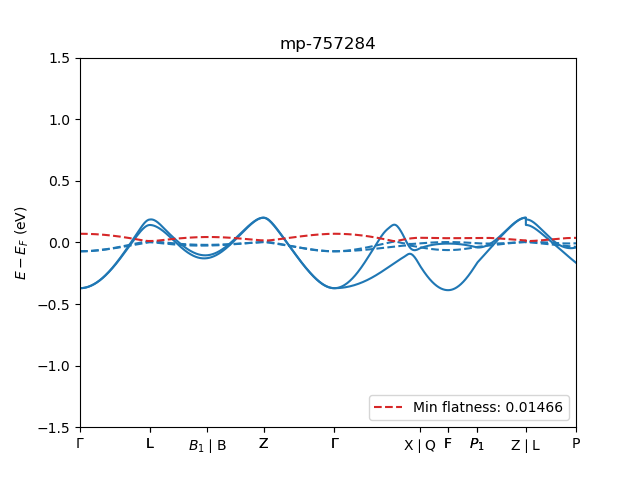 mp-757284
1.5
1.0
0.5
0.0
−0.5
−1.0
−1.5
E − E_F (eV)
Min flatness: 0.01466
Γ L B₁ | B Z Γ X | Q F P₁ Z | L P